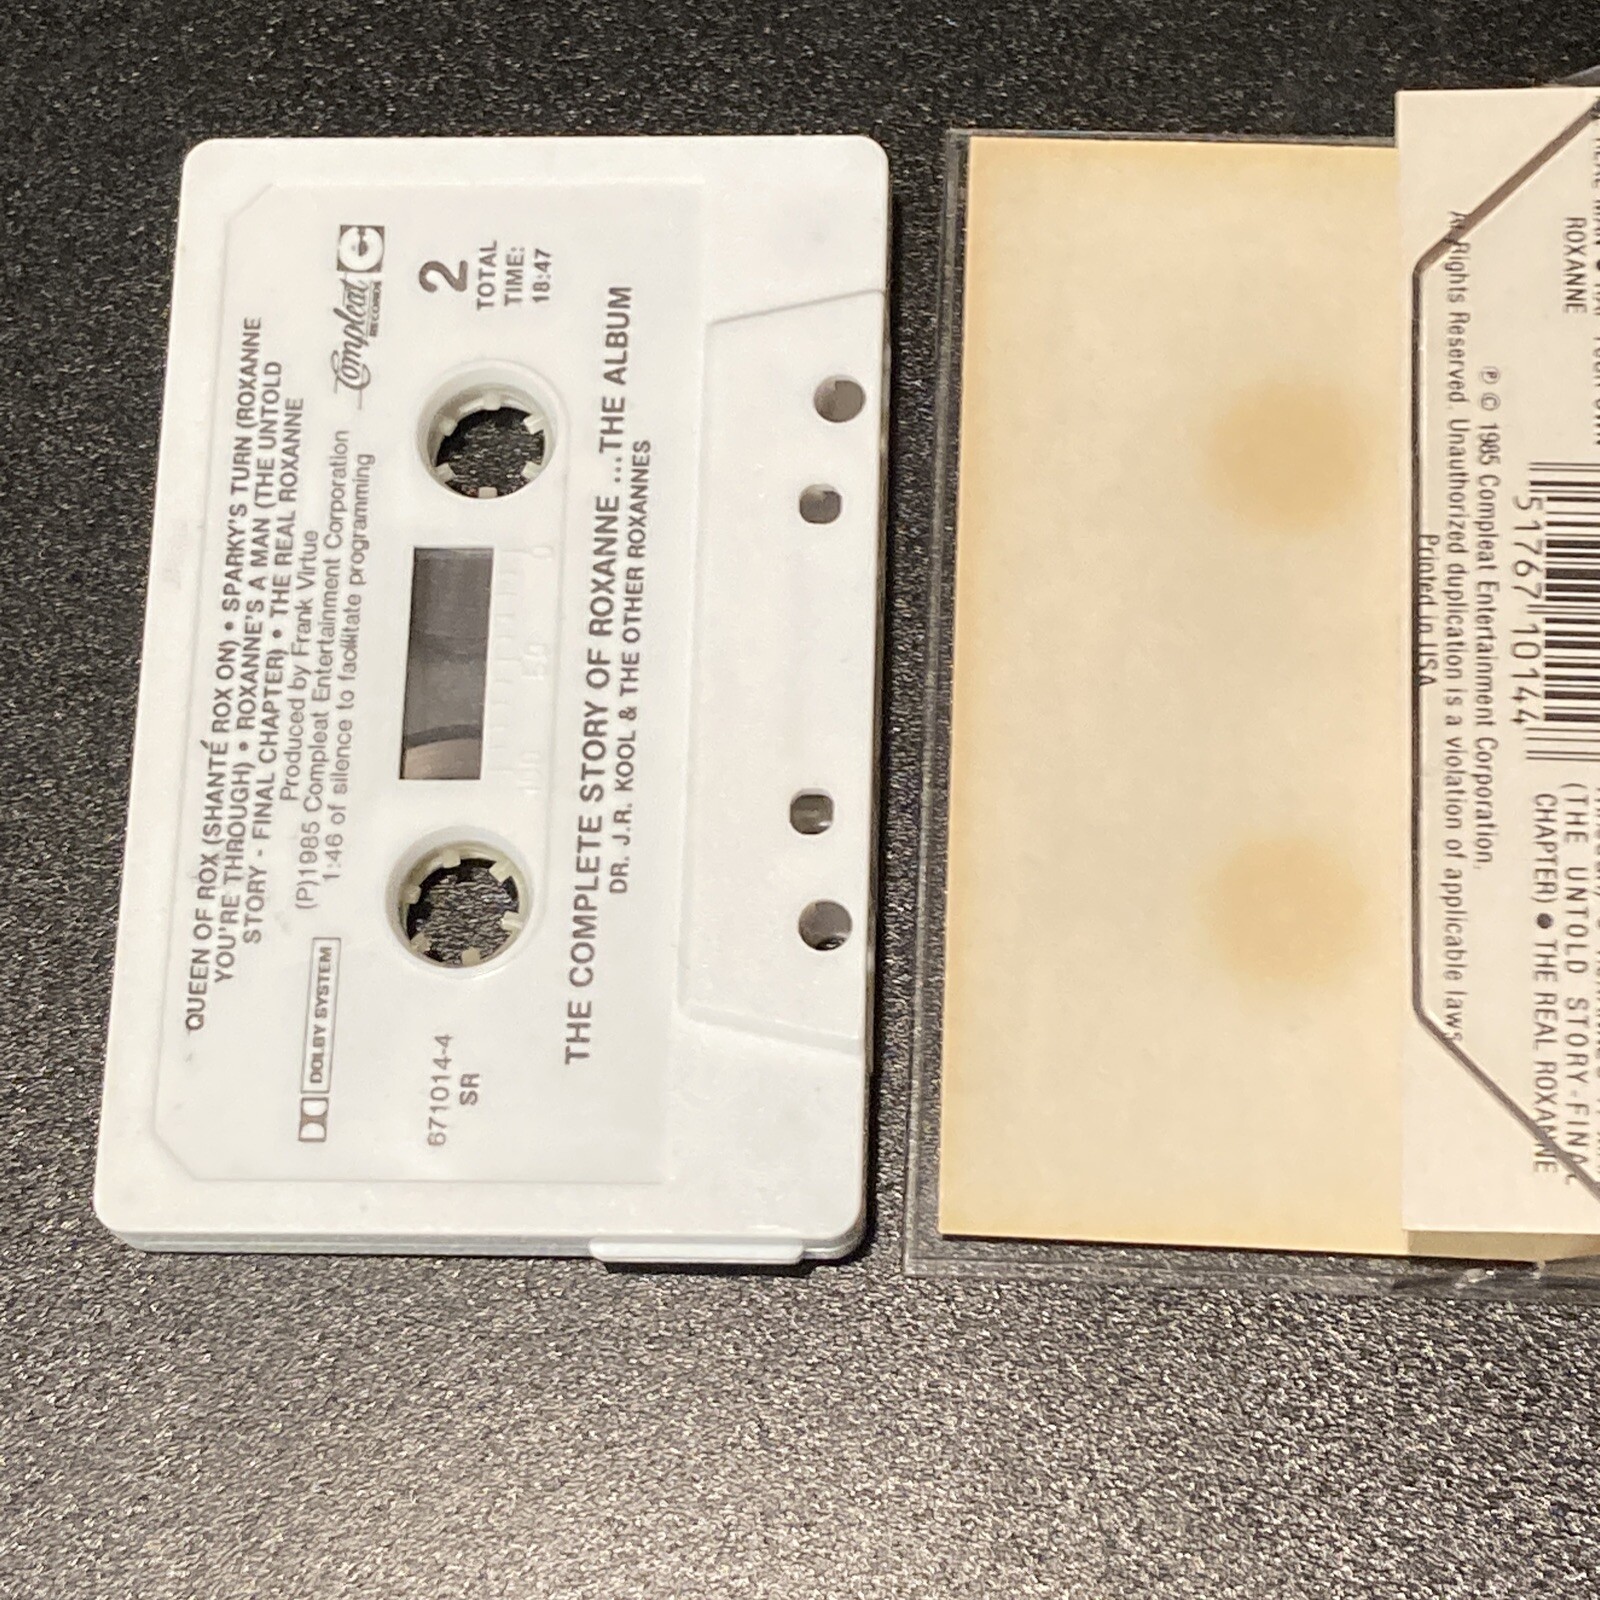 QUEEN OF ROX (SHANTÉ ROX ON) • SPARKY'S TURN (ROXANNE
YOU'RE THROUGH) • ROXANNE'S A MAN (THE UNTOLD
STORY - FINAL CHAPTER) • THE REAL ROXANNE
Produced by Frank Virtue
(P)1985 Compleat Entertainment Corporation
1:46 of silence to facilitate programming
Compleat
RECORDS
DOLBY SYSTEM
2
TOTAL
TIME:
18:47
671014-4
SR
THE COMPLETE STORY OF ROXANNE ... THE ALBUM
DR. J.R. KOOL & THE OTHER ROXANNES
ROXANNE
(THE UNTOLD STORY - FINAL
CHAPTER) ● THE REAL ROXANNE
51767 10144
℗ © 1985 Compleat Entertainment Corporation.
All Rights Reserved. Unauthorized duplication is a violation of applicable laws.
Printed in USA